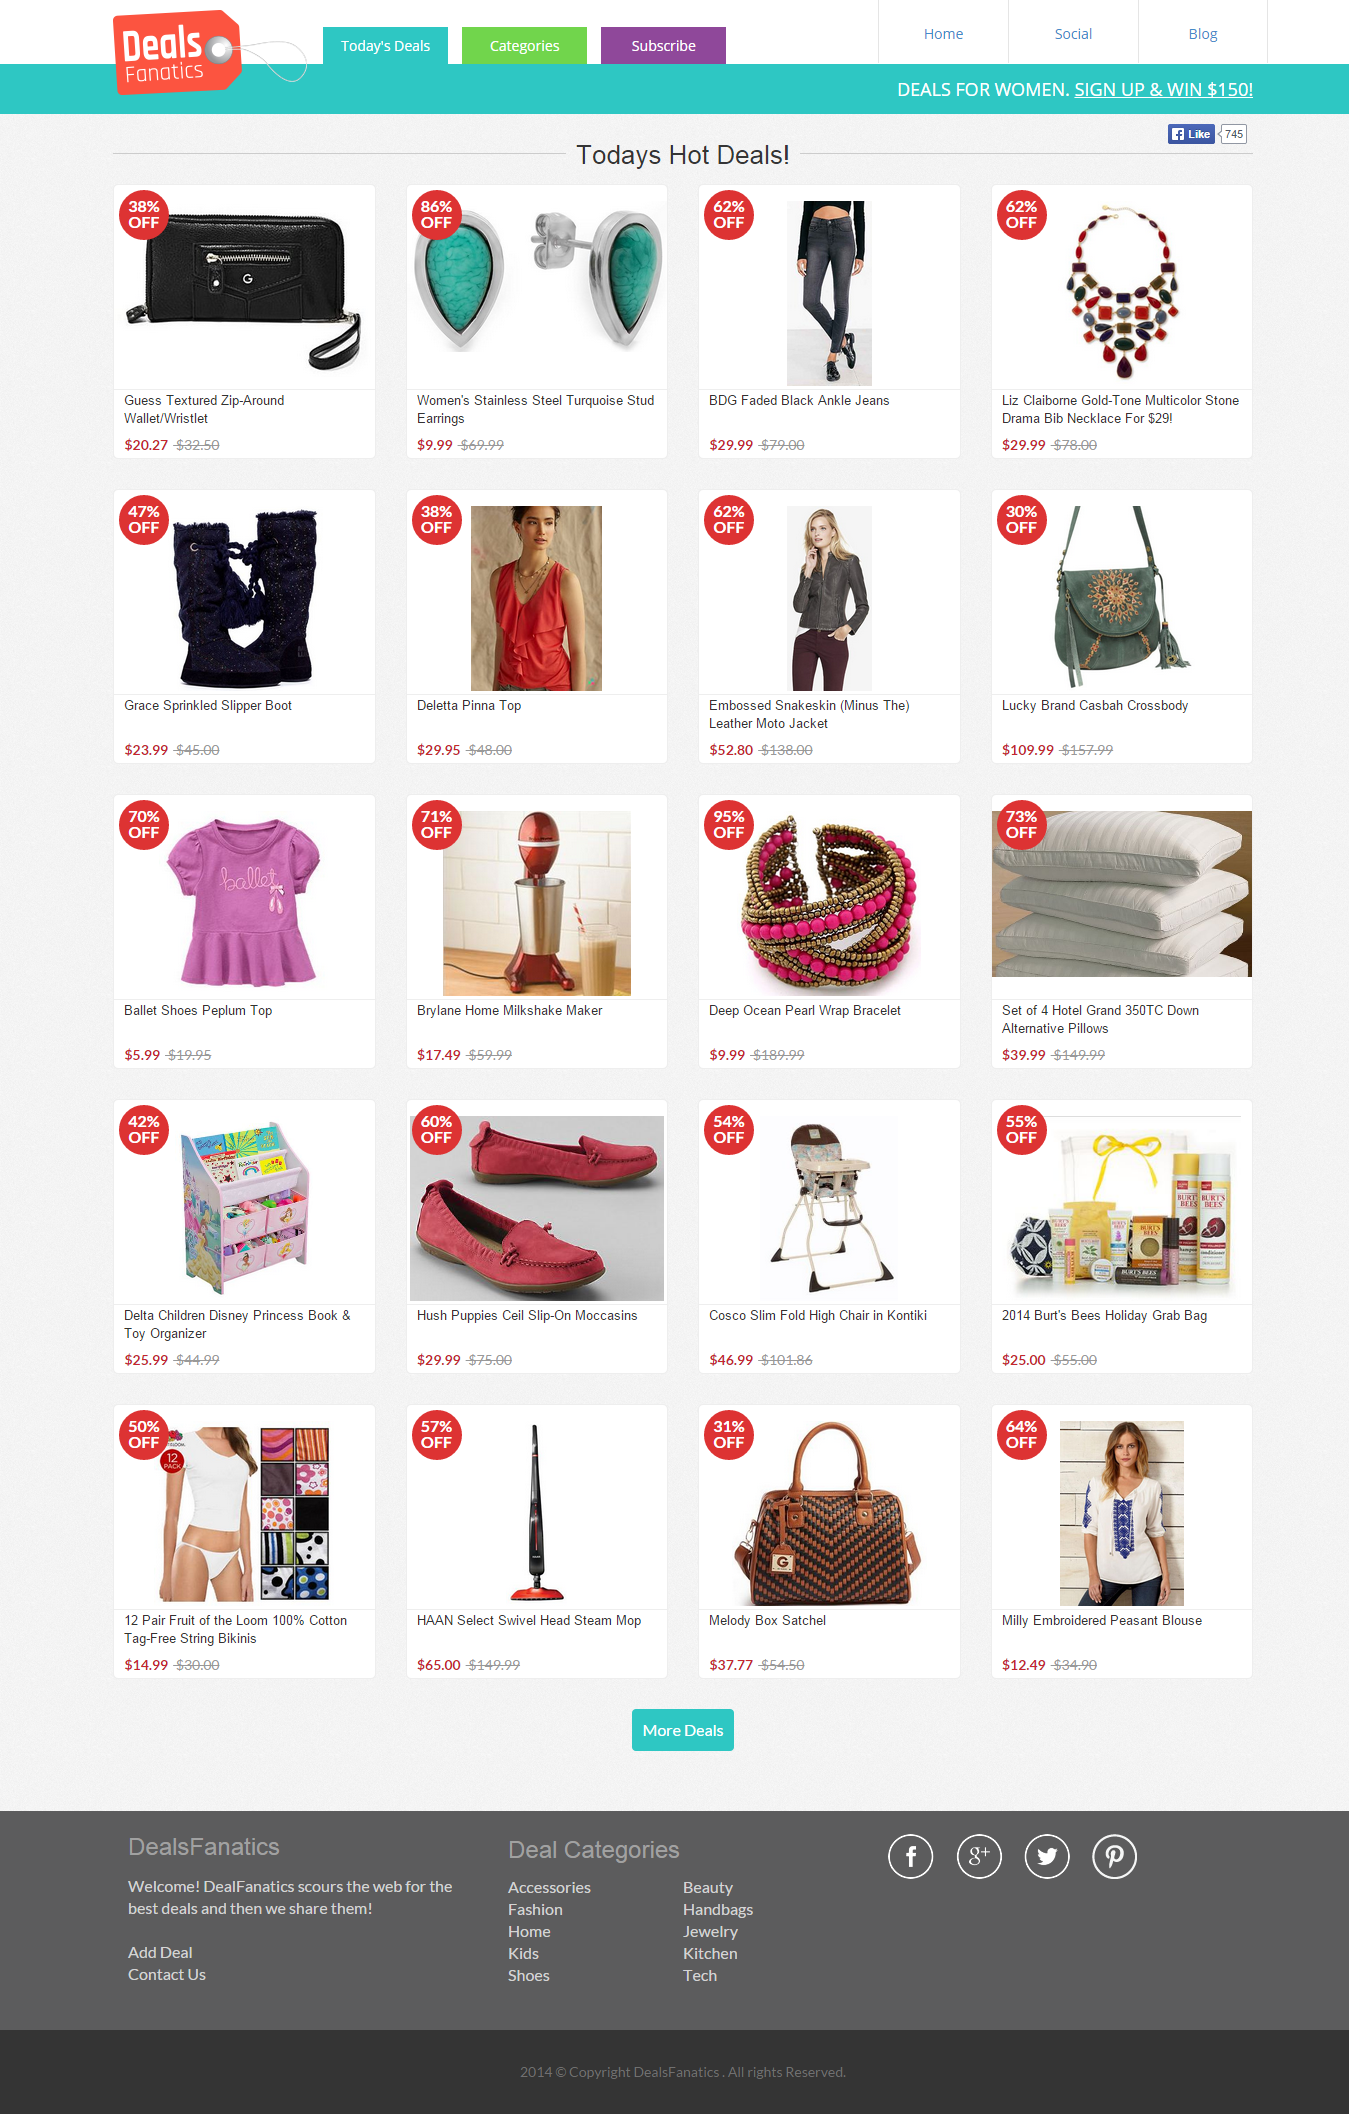 Deals
Fanatics
Today's Deals
Categories
Subscribe
Home
Social
Blog
DEALS FOR WOMEN. SIGN UP & WIN $150!
Like
745
Todays Hot Deals!
38%
OFF
G
Guess Textured Zip-Around
Wallet/Wristlet
$20.27 $32.50
86%
OFF
Women's Stainless Steel Turquoise Stud
Earrings
$9.99 $69.99
62%
OFF
BDG Faded Black Ankle Jeans
$29.99 $79.00
62%
OFF
Liz Claiborne Gold-Tone Multicolor Stone
Drama Bib Necklace For $29!
$29.99 $78.00
47%
OFF
Grace Sprinkled Slipper Boot
$23.99 $45.00
38%
OFF
Deletta Pinna Top
$29.95 $48.00
62%
OFF
Embossed Snakeskin (Minus The)
Leather Moto Jacket
$52.80 $138.00
30%
OFF
Lucky Brand Casbah Crossbody
$109.99 $157.99
70%
OFF
ballet
Ballet Shoes Peplum Top
$5.99 $19.95
71%
OFF
Brylane Home Milkshake Maker
$17.49 $59.99
95%
OFF
Deep Ocean Pearl Wrap Bracelet
$9.99 $189.99
73%
OFF
Set of 4 Hotel Grand 350TC Down
Alternative Pillows
$39.99 $149.99
42%
OFF
Delta Children Disney Princess Book &
Toy Organizer
$25.99 $44.99
60%
OFF
Hush Puppies Ceil Slip-On Moccasins
$29.99 $75.00
54%
OFF
Cosco Slim Fold High Chair in Kontiki
$46.99 $101.86
55%
OFF
BURT'S
BEES
BURT'S
BEES
BURT'S BEES
2014 Burt's Bees Holiday Grab Bag
$25.00 $55.00
50%
OFF
12
PACK
12 Pair Fruit of the Loom 100% Cotton
Tag-Free String Bikinis
$14.99 $30.00
57%
OFF
HAAN Select Swivel Head Steam Mop
$65.00 $149.99
31%
OFF
G
Melody Box Satchel
$37.77 $54.50
64%
OFF
Milly Embroidered Peasant Blouse
$12.49 $34.90
More Deals
DealsFanatics
Welcome! DealFanatics scours the web for the
best deals and then we share them!
Add Deal
Contact Us
Deal Categories
Accessories
Fashion
Home
Kids
Shoes
Beauty
Handbags
Jewelry
Kitchen
Tech
2014 © Copyright DealsFanatics . All rights Reserved.